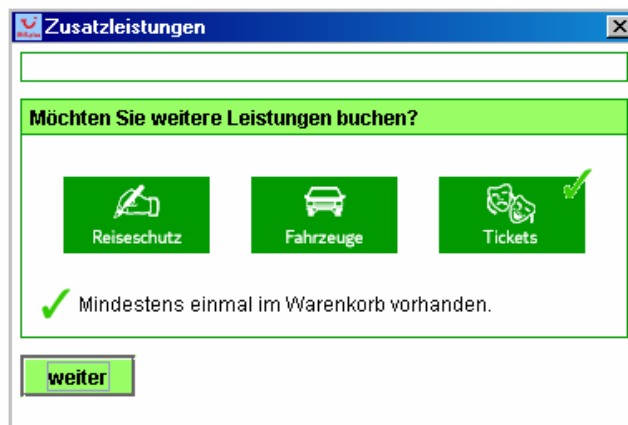 Zusatzleistungen
Möchten Sie weitere Leistungen buchen?
Reiseschutz
Fahrzeuge
Tickets
Mindestens einmal im Warenkorb vorhanden.
weiter